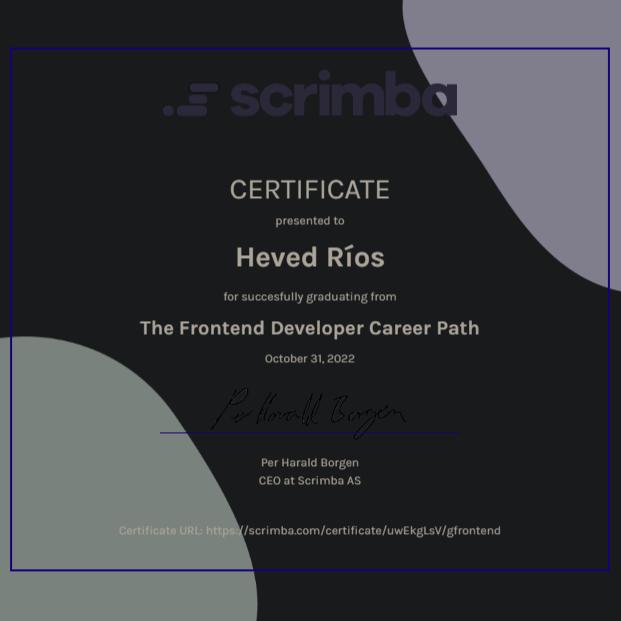 scrimba
CERTIFICATE
presented to
Heved Ríos
for succesfully graduating from
The Frontend Developer Career Path
October 31, 2022
Per Harald Borgen
Per Harald Borgen
CEO at Scrimba AS
Certificate URL: https://scrimba.com/certificate/uwEkgLsV/gfrontend